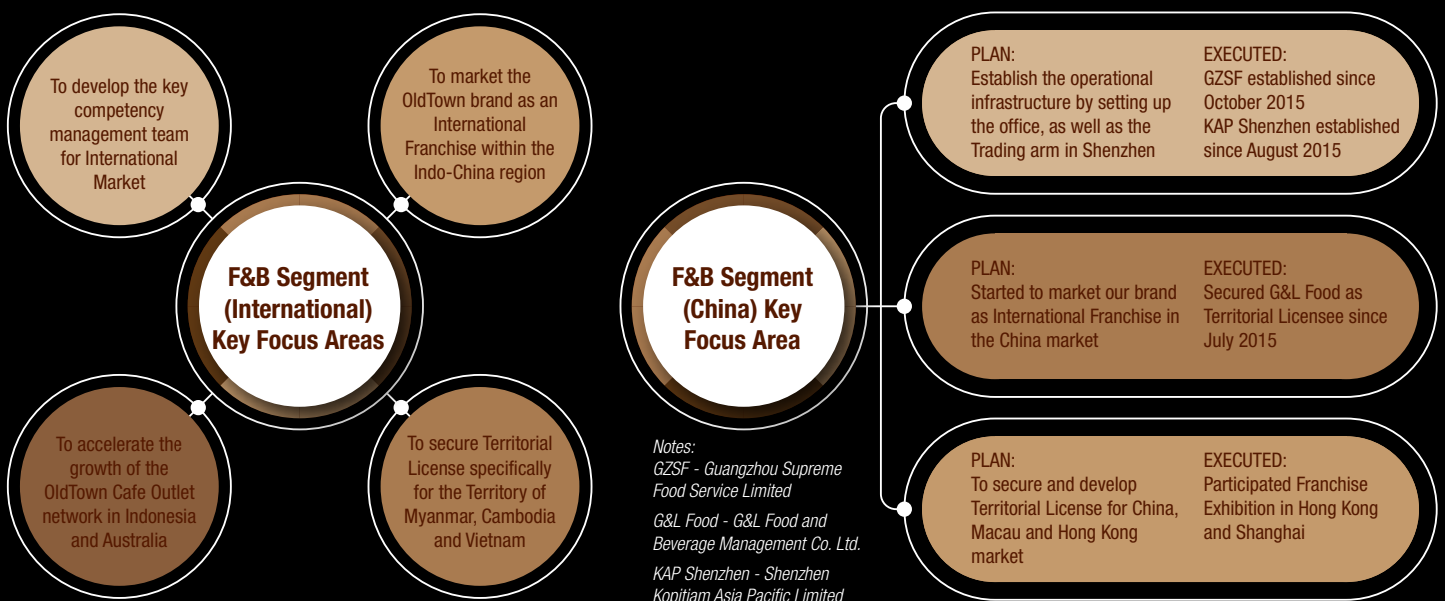 To develop the key
competency
management team
for International
Market
To market the
OldTown brand as an
International
Franchise within the
Indo-China region
F&B Segment
(International)
Key Focus Areas
To accelerate the
growth of the
OldTown Cafe Outlet
network in Indonesia
and Australia
To secure Territorial
License specifically
for the Territory of
Myanmar, Cambodia
and Vietnam
F&B Segment
(China) Key
Focus Area
Notes:
GZSF - Guangzhou Supreme
Food Service Limited
G&L Food - G&L Food and
Beverage Management Co. Ltd.
KAP Shenzhen - Shenzhen
Kopitiam Asia Pacific Limited
PLAN:
Establish the operational
infrastructure by setting up
the office, as well as the
Trading arm in Shenzhen
EXECUTED:
GZSF established since
October 2015
KAP Shenzhen established
since August 2015
PLAN:
Started to market our brand
as International Franchise in
the China market
EXECUTED:
Secured G&L Food as
Territorial Licensee since
July 2015
PLAN:
To secure and develop
Territorial License for China,
Macau and Hong Kong
market
EXECUTED:
Participated Franchise
Exhibition in Hong Kong
and Shanghai